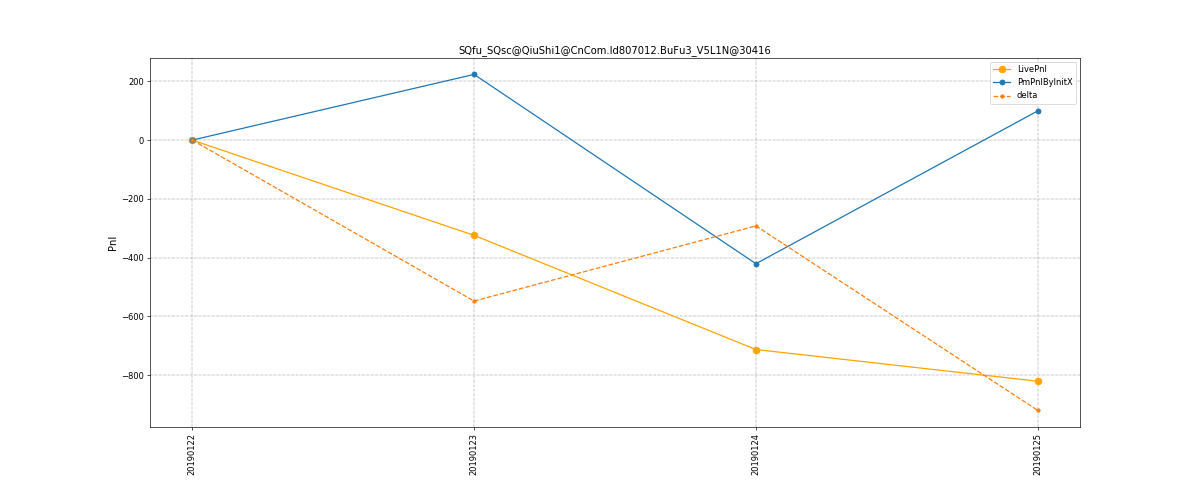 SQfu_SQsc@QiuShi1@CnCom.Id807012.BuFu3_V5L1N@30416
LivePnl
PmPnlByInitX
delta
200
0
−200
−400
−600
−800
Pnl
20190122
20190123
20190124
20190125